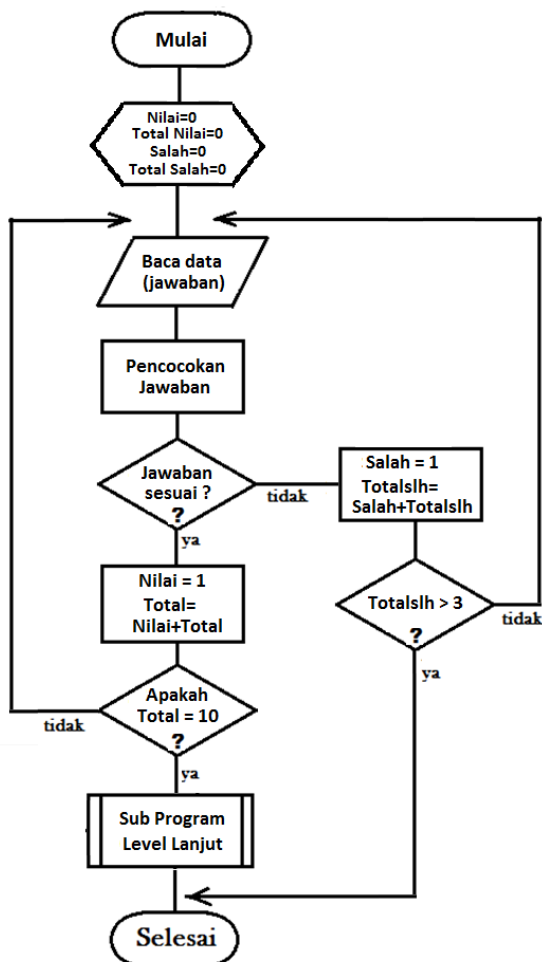 Mulai
Nilai=0
Total Nilai=0
Salah=0
Total Salah=0
Baca data
(jawaban)
Pencocokan
Jawaban
Jawaban
sesuai ?
?
tidak
Salah = 1
Totalslh=
Salah+Totalslh
ya
Nilai = 1
Total=
Nilai+Total
Totalslh > 3
?
tidak
ya
Apakah
Total = 10
?
tidak
ya
Sub Program
Level Lanjut
Selesai